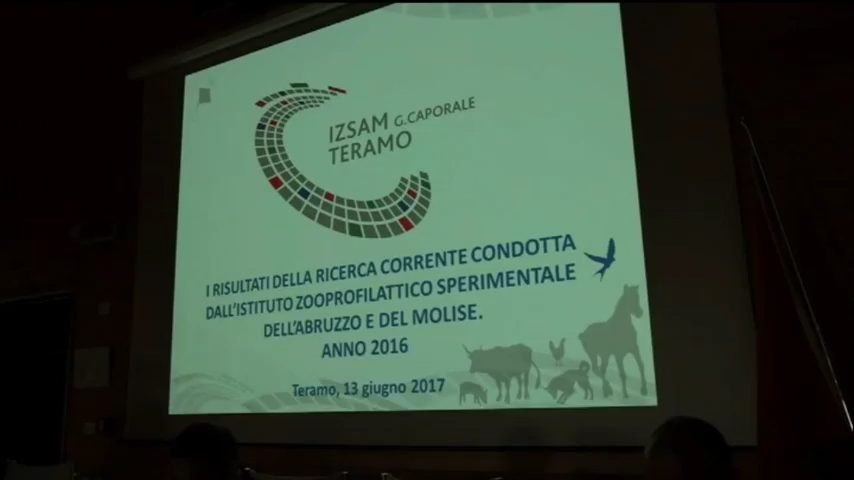 IZSAM G.CAPORALE
TERAMO
I RISULTATI DELLA RICERCA CORRENTE CONDOTTA
DALL'ISTITUTO ZOOPROFILATTICO SPERIMENTALE
DELL'ABRUZZO E DEL MOLISE.
ANNO 2016
Teramo, 13 giugno 2017